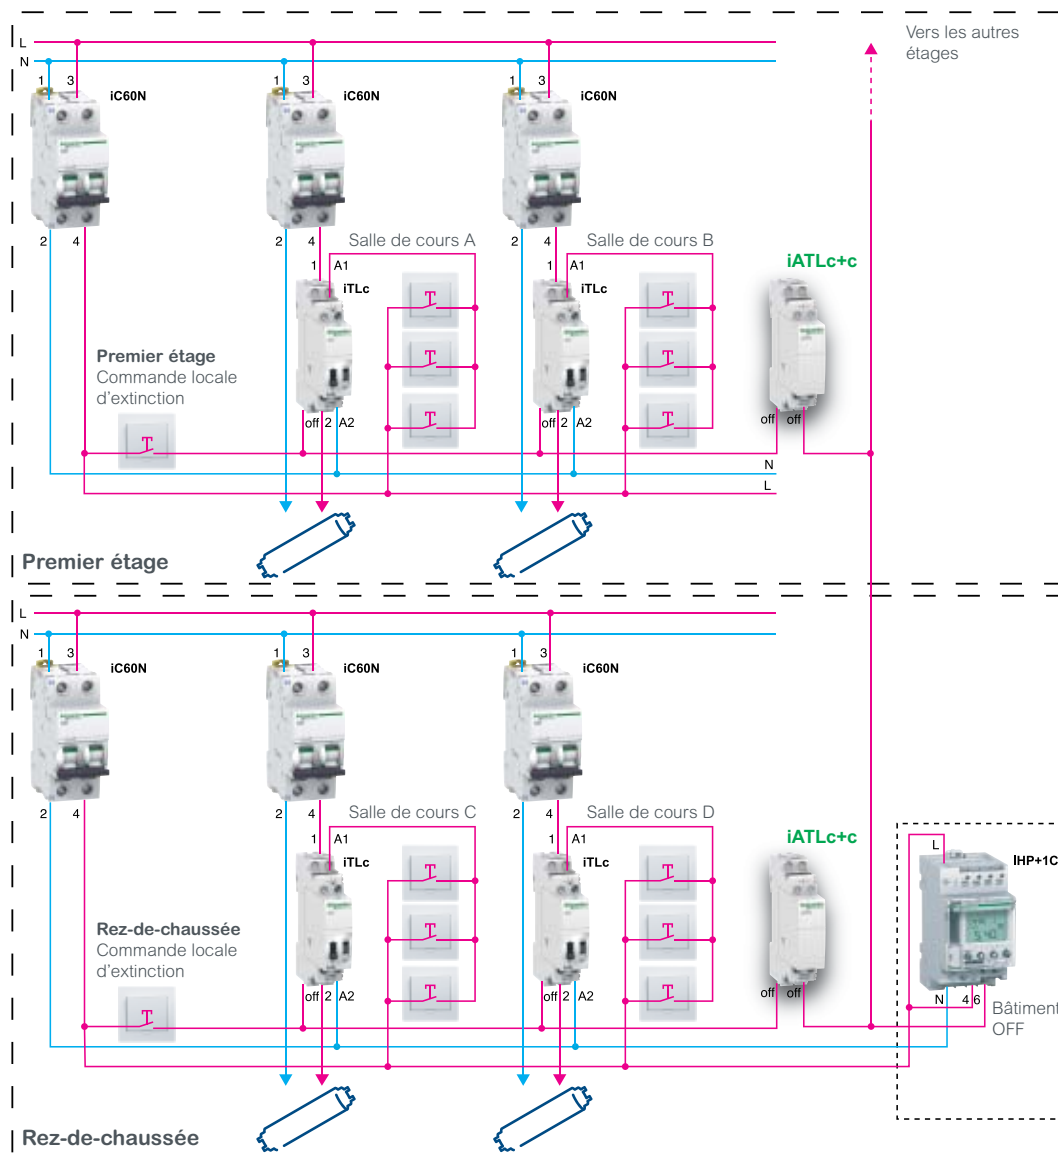 Vers les autres
étages
L
N
1 3 iC60N
1 3 iC60N
1 3 iC60N
2 4
2 4 Salle de cours A
2 4 Salle de cours B
1 A1
iTLc
1 A1
iTLc
iATLc+c
Premier étage
Commande locale
d'extinction
off 2 A2
off 2 A2
off off
N
L
Premier étage
L
N
1 3 iC60N
1 3 iC60N
1 3 iC60N
2 4
2 4 Salle de cours C
2 4 Salle de cours D
1 A1
iTLc
1 A1
iTLc
iATLc+c
L
IHP+1C
Rez-de-chaussée
Commande locale
d'extinction
off 2 A2
off 2 A2
off off
N 4 6
Bâtiment
OFF
Rez-de-chaussée